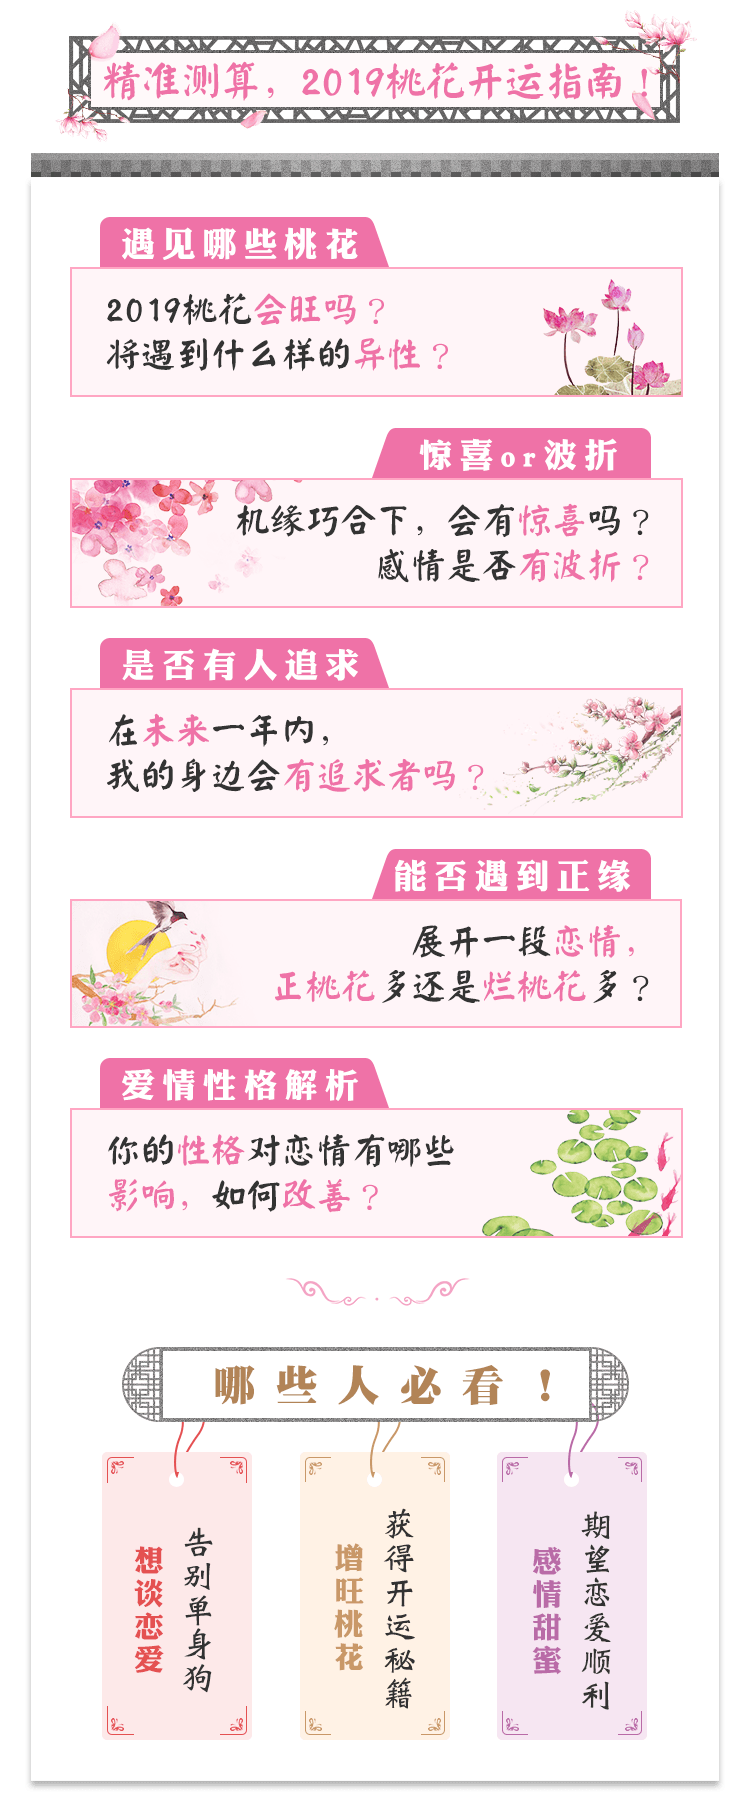 精准测算，2019桃花开运指南！
遇见哪些桃花
2019桃花会旺吗？
将遇到什么样的异性？
惊喜or波折
机缘巧合下，会有惊喜吗？
感情是否有波折？
是否有人追求
在未来一年内，
我的身边会有追求者吗？
能否遇到正缘
展开一段恋情，
正桃花多还是烂桃花多？
爱情性格解析
你的性格对恋情有哪些
影响，如何改善？
哪些人必看！
告别单身狗
想谈恋爱
获得开运秘籍
增旺桃花
期望恋爱顺利
感情甜蜜